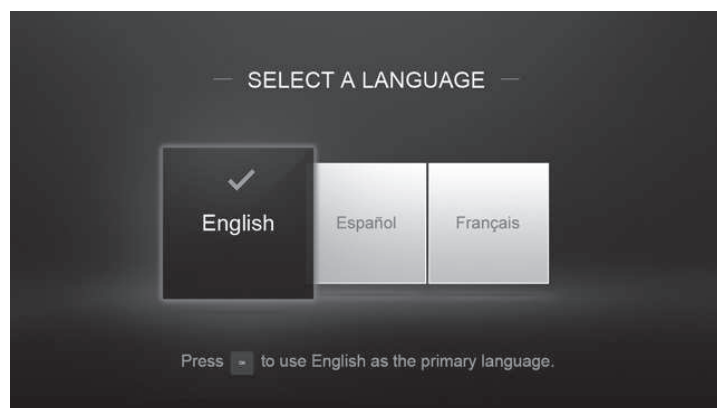 SELECT A LANGUAGE
English
Español
Français
Press to use English as the primary language.